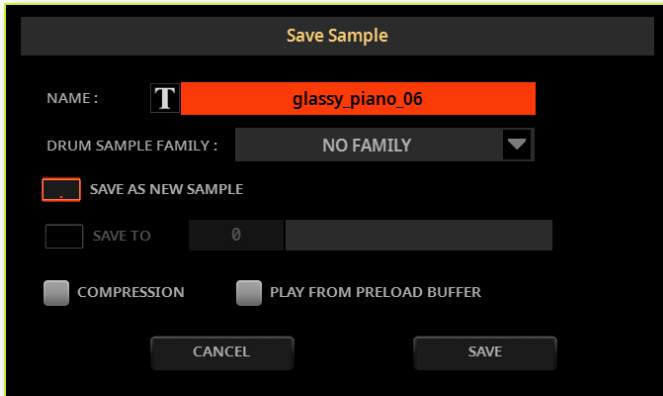 Save Sample
NAME : T glassy_piano_06
DRUM SAMPLE FAMILY : NO FAMILY
SAVE AS NEW SAMPLE
SAVE TO 0
COMPRESSION PLAY FROM PRELOAD BUFFER
CANCEL SAVE